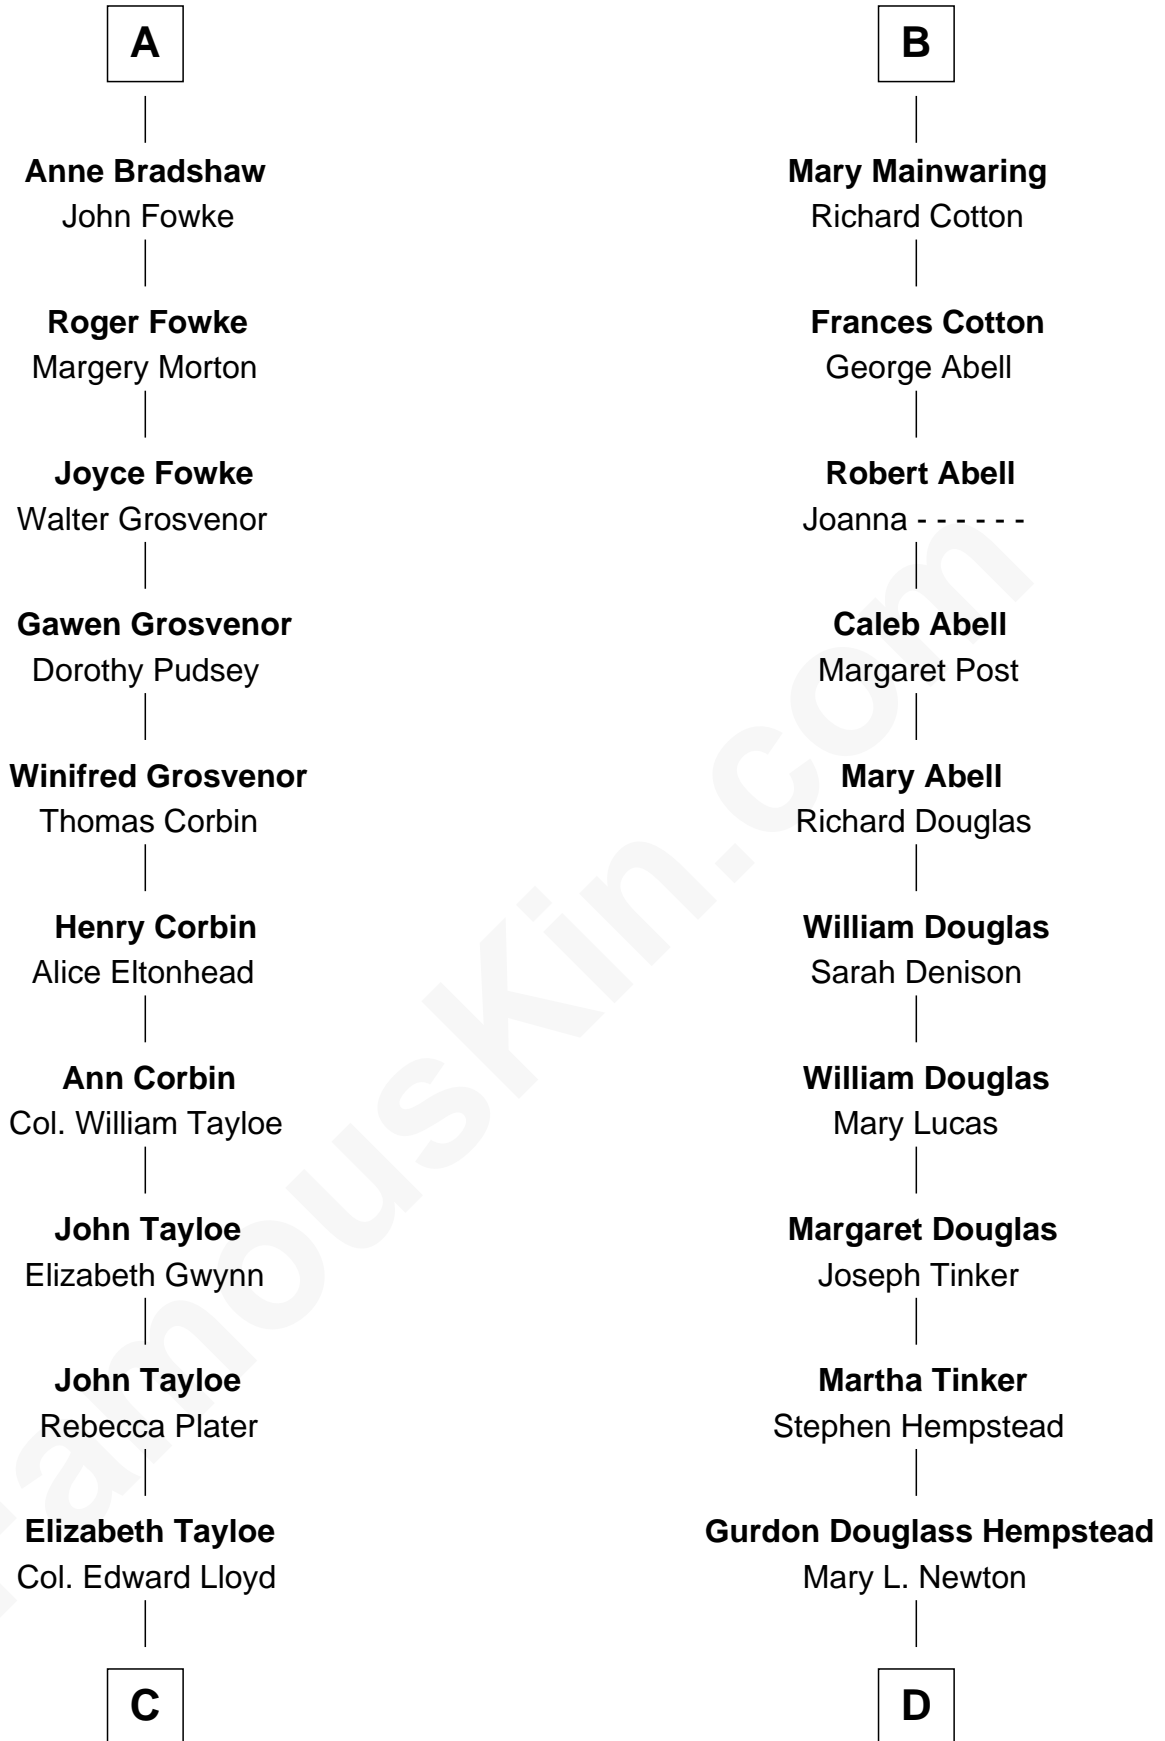 A
Anne Bradshaw
John Fowke
Roger Fowke
Margery Morton
Joyce Fowke
Walter Grosvenor
Gawen Grosvenor
Dorothy Pudsey
Winifred Grosvenor
Thomas Corbin
Henry Corbin
Alice Eltonhead
Ann Corbin
Col. William Tayloe
John Tayloe
Elizabeth Gwynn
John Tayloe
Rebecca Plater
Elizabeth Tayloe
Col. Edward Lloyd
C
B
Mary Mainwaring
Richard Cotton
Frances Cotton
George Abell
Robert Abell
Joanna - - - - - -
Caleb Abell
Margaret Post
Mary Abell
Richard Douglas
William Douglas
Sarah Denison
William Douglas
Mary Lucas
Margaret Douglas
Joseph Tinker
Martha Tinker
Stephen Hempstead
Gurdon Douglass Hempstead
Mary L. Newton
D
FamousKin.com